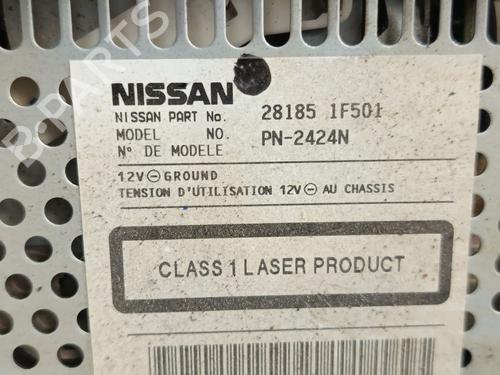 B-PARTS
NISSAN
NISSAN PART No. 28185 1F501
MODEL NO. PN-2424N
N° DE MODELE
12V⊖GROUND
TENSION D'UTILISATION 12V⊖ AU CHASSIS
CLASS 1 LASER PRODUCT